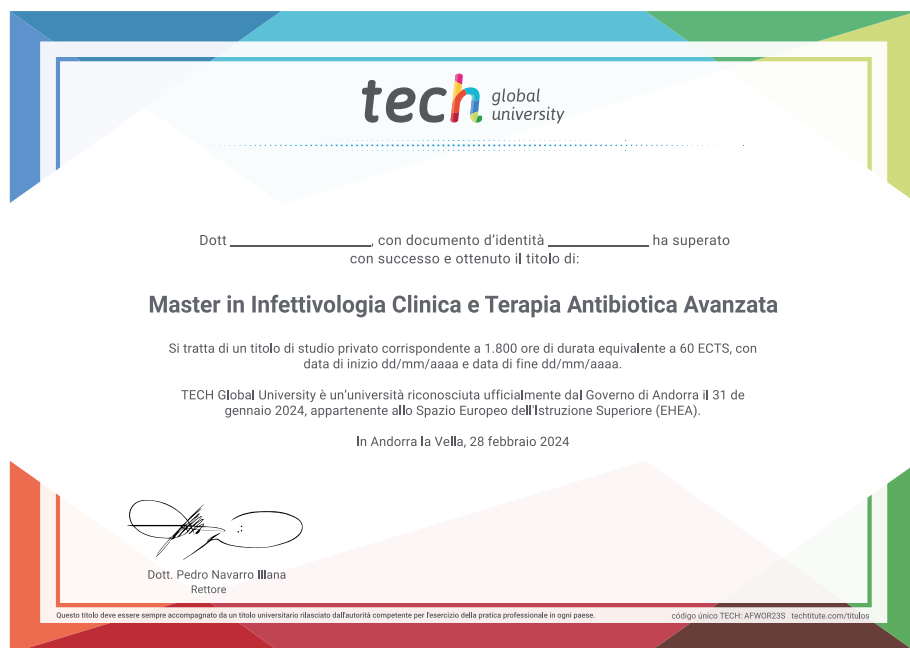 tech global university
Dott ____________________, con documento d'identità ______________ ha superato
con successo e ottenuto il titolo di:
Master in Infettivologia Clinica e Terapia Antibiotica Avanzata
Si tratta di un titolo di studio privato corrispondente a 1.800 ore di durata equivalente a 60 ECTS, con
data di inizio dd/mm/aaaa e data di fine dd/mm/aaaa.
TECH Global University è un'università riconosciuta ufficialmente dal Governo di Andorra il 31 de
gennaio 2024, appartenente allo Spazio Europeo dell'Istruzione Superiore (EHEA).
In Andorra la Vella, 28 febbraio 2024
Dott. Pedro Navarro Illana
Rettore
Questo titolo deve essere sempre accompagnato da un titolo universitario rilasciato dall'autorità competente per l'esercizio della pratica professionale in ogni paese.
código único TECH: AFWOR23S techtitute.com/titulos